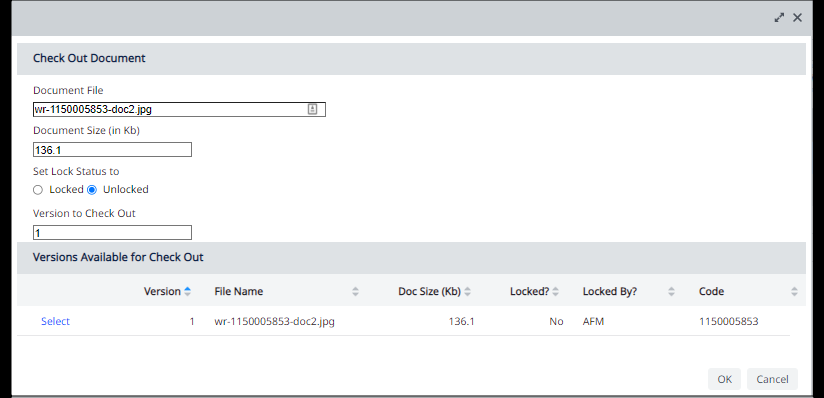 Check Out Document
Document File
wr-1150005853-doc2.jpg
Document Size (in Kb)
136.1
Set Lock Status to
Locked Unlocked
Version to Check Out
1
Versions Available for Check Out
Version File Name Doc Size (Kb) Locked? Locked By? Code
Select 1 wr-1150005853-doc2.jpg 136.1 No AFM 1150005853
OK Cancel